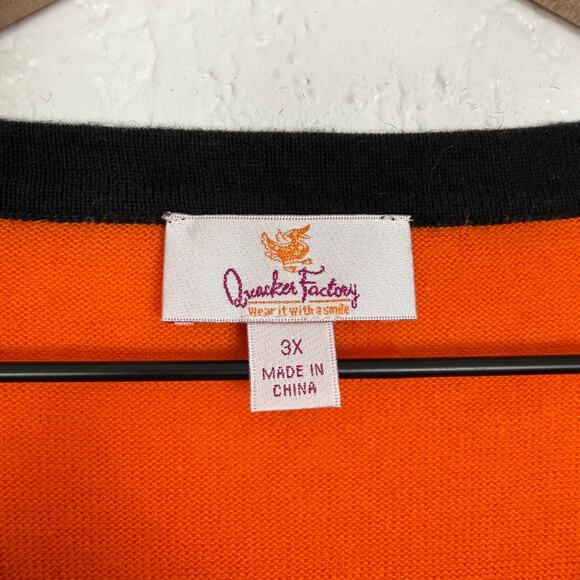 Quacker Factory
Wear it with a smile
3X
MADE IN
CHINA